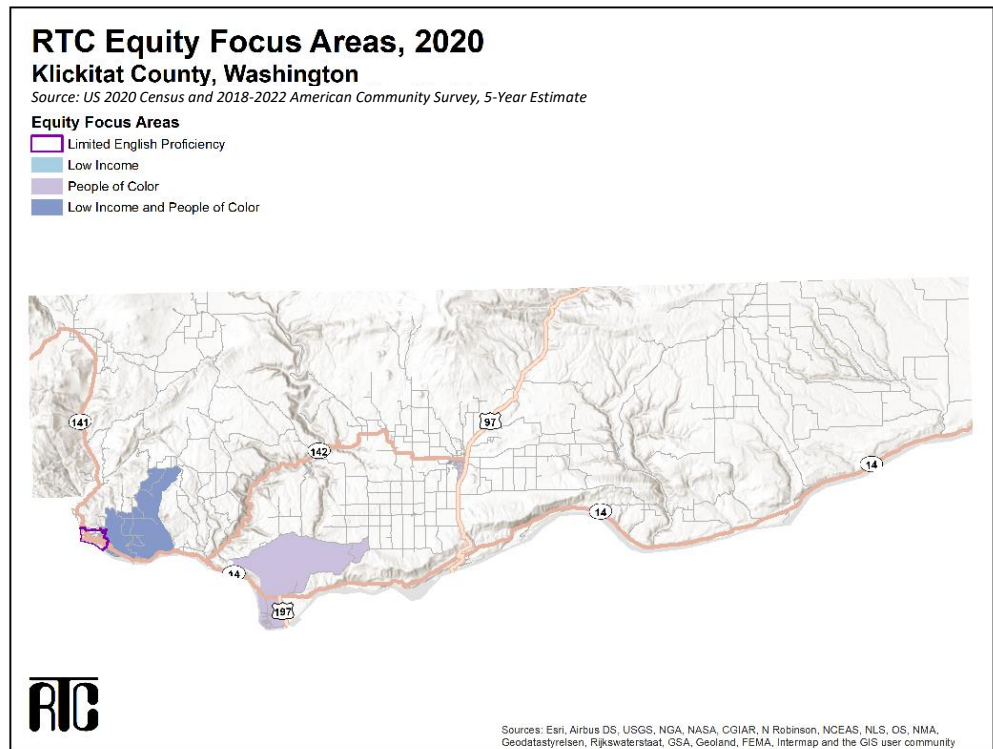 RTC Equity Focus Areas, 2020
Klickitat County, Washington
Source: US 2020 Census and 2018-2022 American Community Survey, 5-Year Estimate
Equity Focus Areas
Limited English Proficiency
Low Income
People of Color
Low Income and People of Color
97
141
142
14
14
14
197
RTC
Sources: Esri, Airbus DS, USGS, NGA, NASA, CGIAR, N Robinson, NCEAS, NLS, OS, NMA,
Geodatastyrelsen, Rijkswaterstaat, GSA, Geoland, FEMA, Intermap and the GIS user community